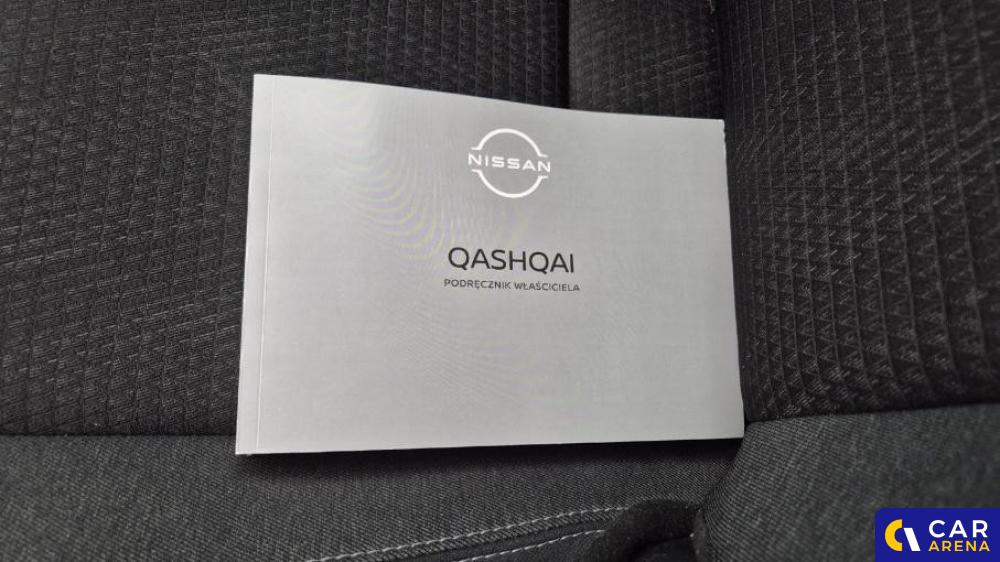 NISSAN
QASHQAI
PODRĘCZNIK WŁAŚCICIELA
CAR
ARENA